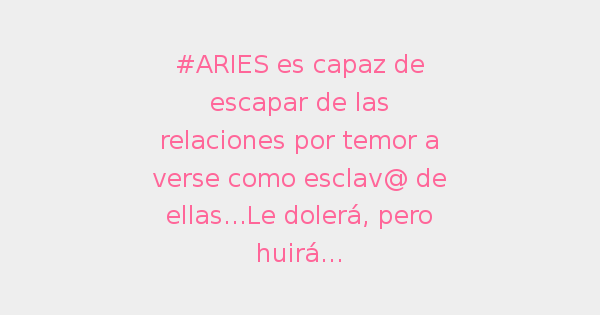 #ARIES es capaz de
escapar de las
relaciones por temor a
verse como esclav@ de
ellas...Le dolerá, pero
huirá...